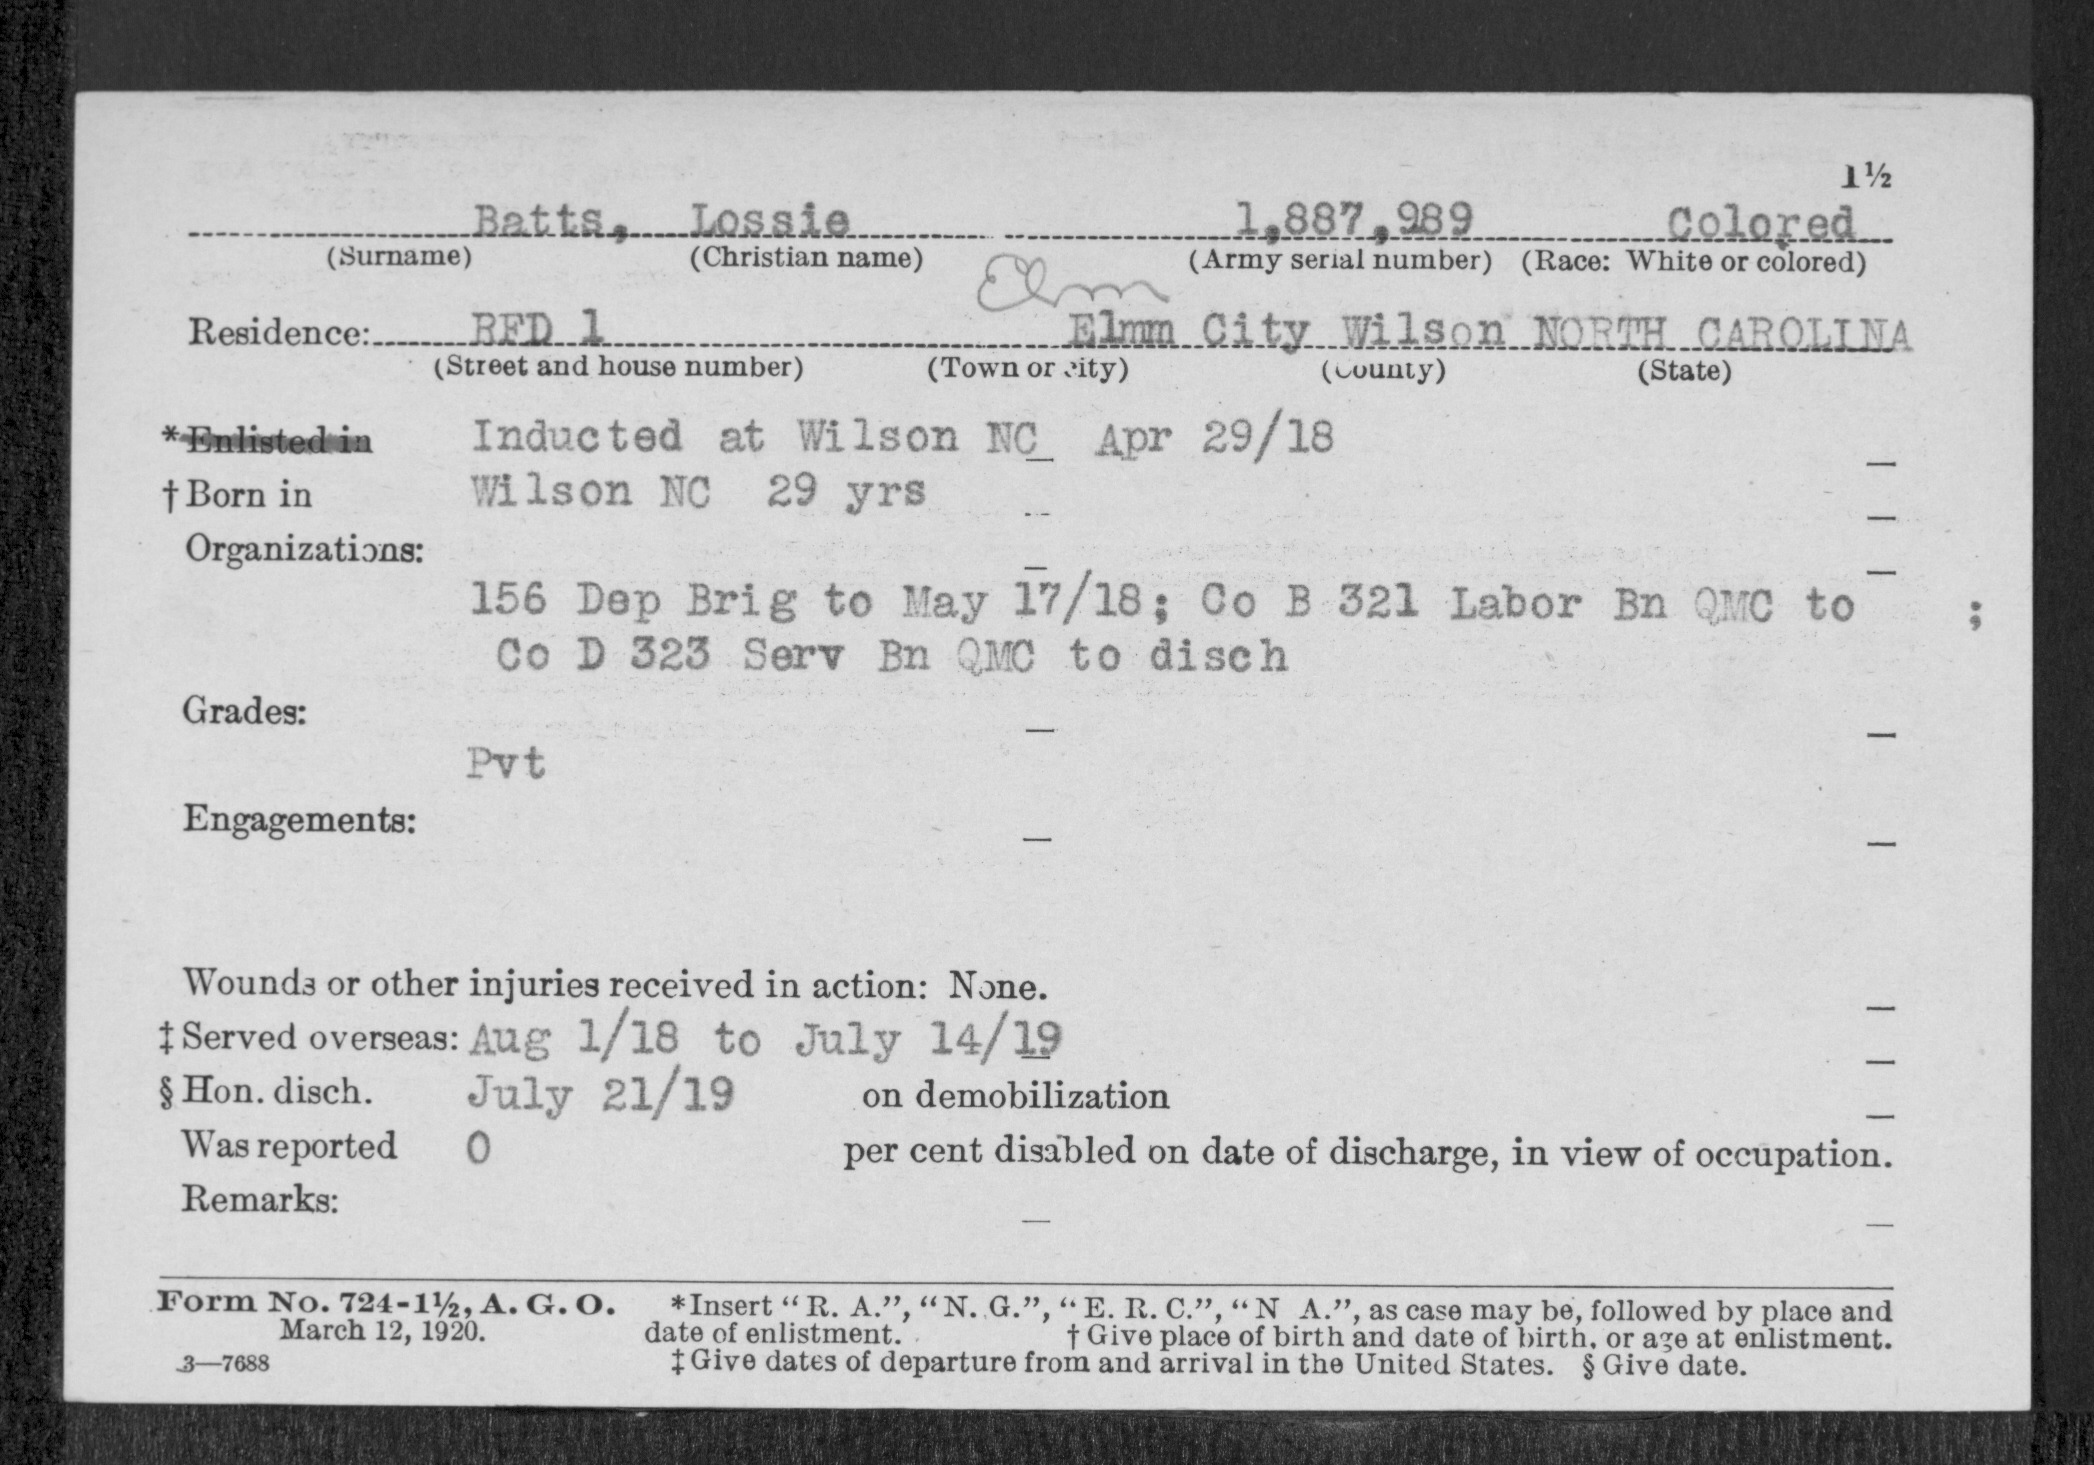 1½
Batts, Lossie 1,887,989 Colored
(Surname) (Christian name) (Army serial number) (Race: White or colored)
Elm
Residence: RFD 1 Elmm City Wilson NORTH CAROLINA
(Street and house number) (Town or city) (County) (State)
*Enlisted in Inducted at Wilson NC Apr 29/18
†Born in Wilson NC 29 yrs
Organizations:
156 Dep Brig to May 17/18; Co B 321 Labor Bn QMC to ;
Co D 323 Serv Bn QMC to disch
Grades:
Pvt
Engagements:
Wounds or other injuries received in action: None.
‡Served overseas: Aug 1/18 to July 14/19
§Hon. disch. July 21/19 on demobilization
Was reported 0 per cent disabled on date of discharge, in view of occupation.
Remarks:
Form No. 724-1½, A. G. O. *Insert "R. A.", "N. G.", "E. R. C.", "N A.", as case may be, followed by place and
March 12, 1920. date of enlistment. †Give place of birth and date of birth, or age at enlistment.
3—7688 ‡Give dates of departure from and arrival in the United States. §Give date.